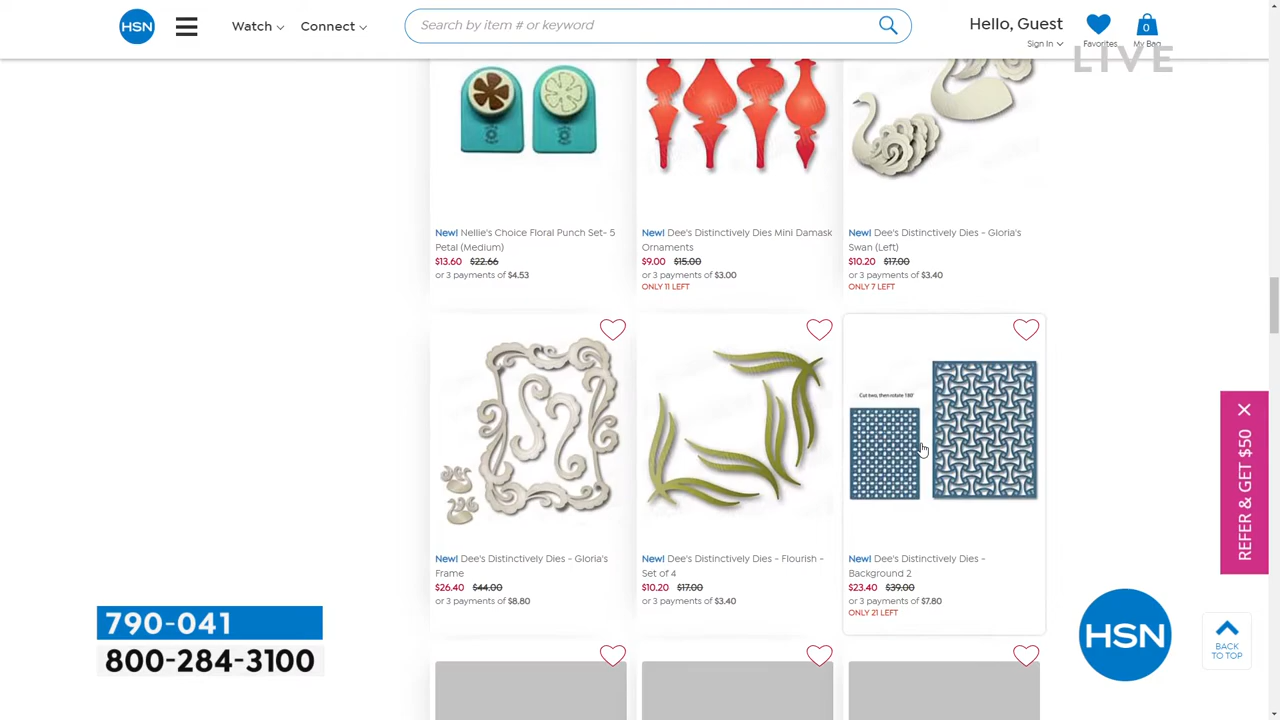 HSN
Watch
Connect
Search by item # or keyword
Hello, Guest
Sign In
Favorites
0
My Bag
LIVE
New! Nellie's Choice Floral Punch Set- 5
Petal (Medium)
$13.60 $22.66
or 3 payments of $4.53
New! Dee's Distinctively Dies Mini Damask
Ornaments
$9.00 $15.00
or 3 payments of $3.00
ONLY 11 LEFT
New! Dee's Distinctively Dies - Gloria's
Swan (Left)
$10.20 $17.00
or 3 payments of $3.40
ONLY 7 LEFT
Cut two, then rotate 180°
New! Dee's Distinctively Dies - Gloria's
Frame
$26.40 $44.00
or 3 payments of $8.80
New! Dee's Distinctively Dies - Flourish -
Set of 4
$10.20 $17.00
or 3 payments of $3.40
New! Dee's Distinctively Dies -
Background 2
$23.40 $39.00
or 3 payments of $7.80
ONLY 21 LEFT
REFER & GET $50
790-041
800-284-3100
HSN
BACK
TO TOP